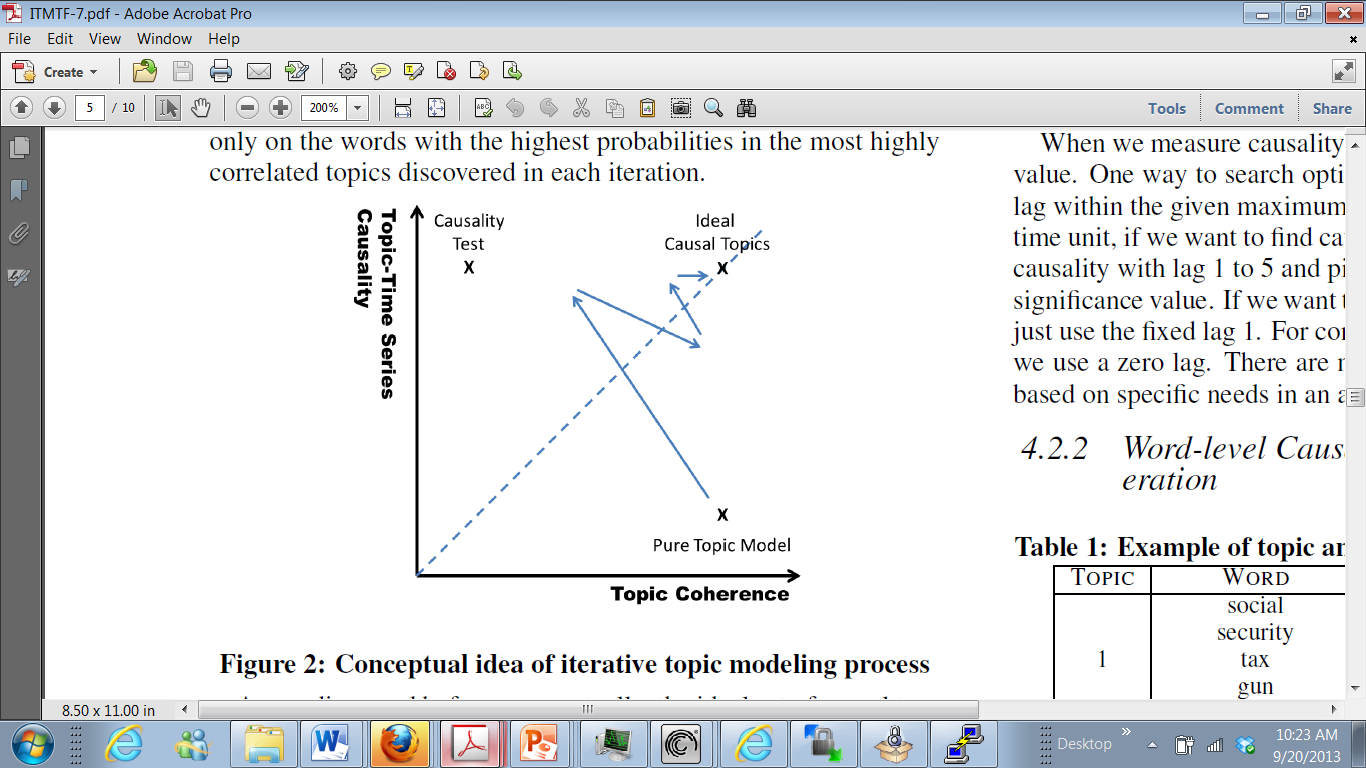 ITMTF-7.pdf - Adobe Acrobat Pro
File Edit View Window Help
Create
5 / 10
200%
Tools Comment Share
only on the words with the highest probabilities in the most highly
correlated topics discovered in each iteration.
Topic-Time Series
Causality
Causality
Test
X
Ideal
Causal Topics
X
X
Pure Topic Model
Topic Coherence
Figure 2: Conceptual idea of iterative topic modeling process
When we measure causality
value. One way to search opti
lag within the given maximum
time unit, if we want to find ca
causality with lag 1 to 5 and pi
significance value. If we want t
just use the fixed lag 1. For cor
we use a zero lag. There are
based on specific needs in an a
4.2.2 Word-level Caus
eration
Table 1: Example of topic an
TOPIC WORD
social
security
1 tax
gun
8.50 x 11.00 in
Desktop
10:23 AM
9/20/2013